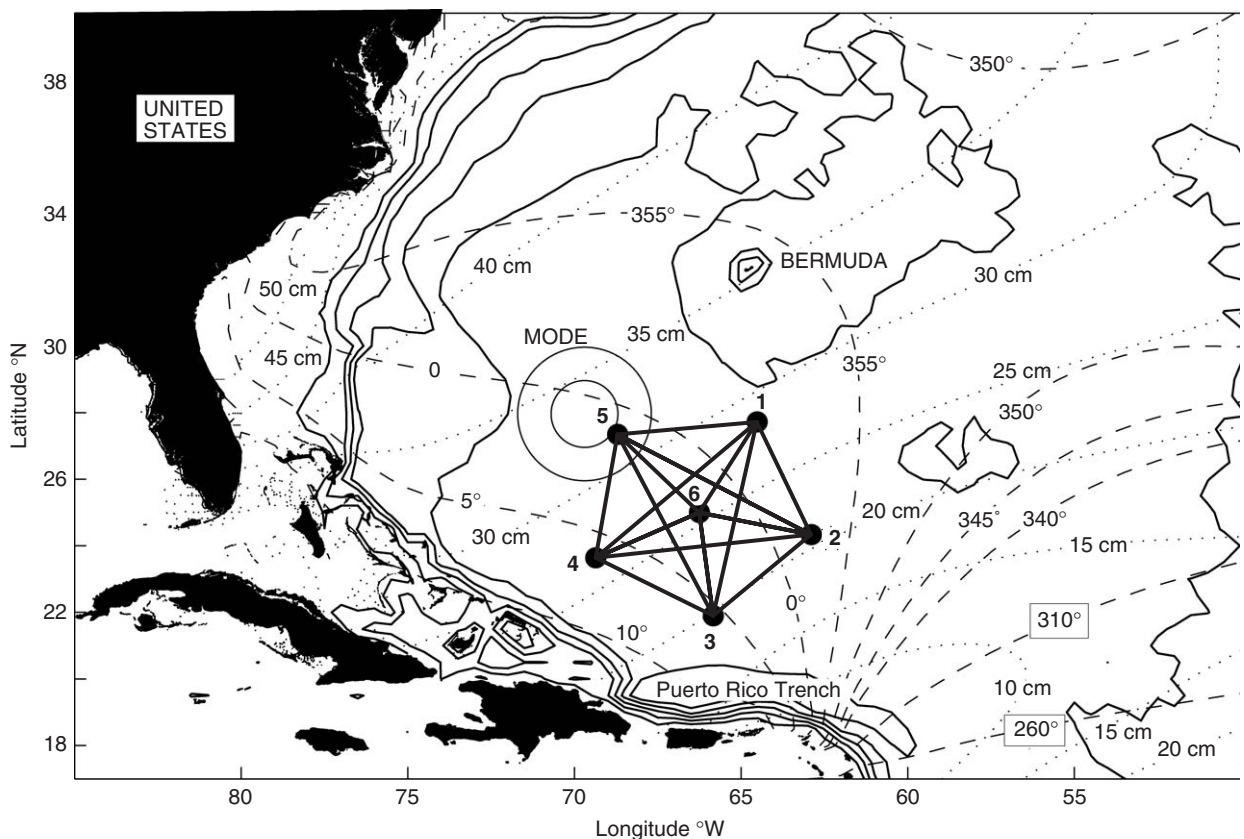 38
34
30
26
22
18
Latitude °N
80
75
70
65
60
55
Longitude °W
UNITED
STATES
350°
355°
BERMUDA
40 cm
50 cm
30 cm
35 cm
MODE
45 cm
0
355°
25 cm
1
5
350°
5°
6
20 cm
345°
340°
30 cm
2
15 cm
4
0°
3
10°
310°
Puerto Rico Trench
10 cm
260°
15 cm
20 cm